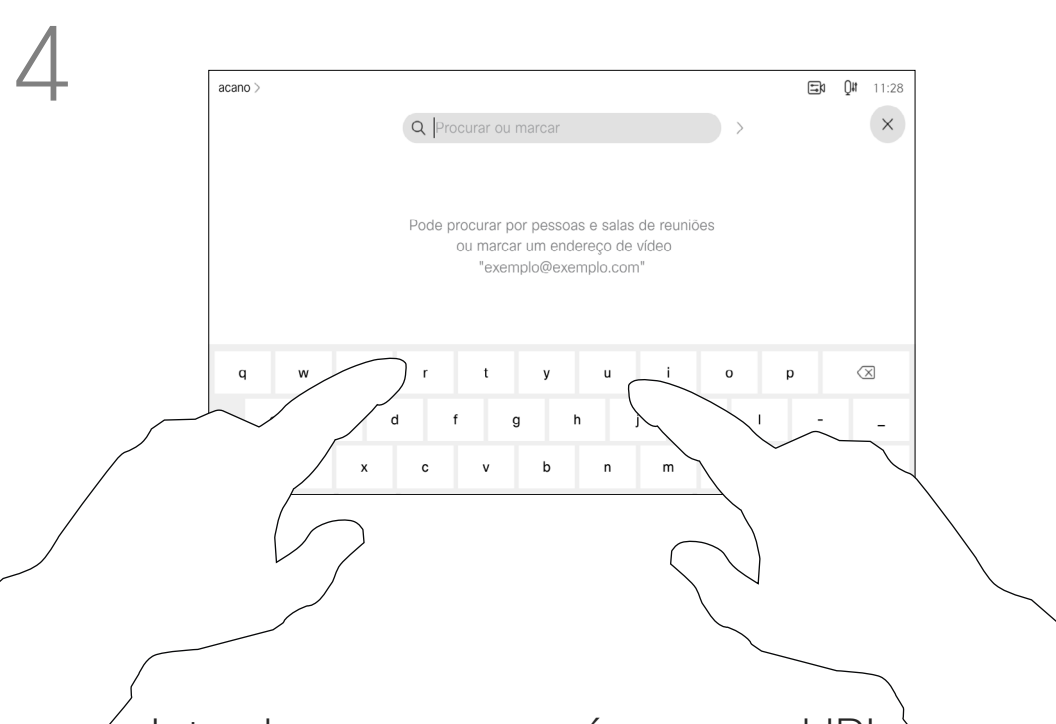 4
acano >
11:28
Procurar ou marcar
Pode procurar por pessoas e salas de reuniões
ou marcar um endereço de vídeo
"exemplo@exemplo.com"
q w r t y u i o p
d f g h j l - _
x c v b n m